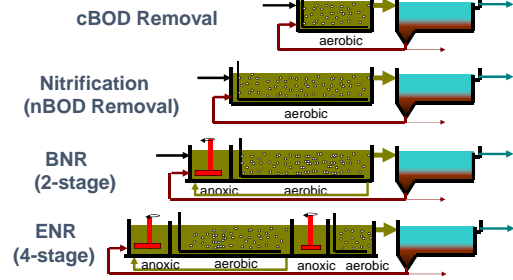 cBOD Removal
aerobic
Nitrification
(nBOD Removal)
aerobic
BNR
(2-stage)
anoxic aerobic
ENR
(4-stage)
anoxic aerobic anoxic aerobic